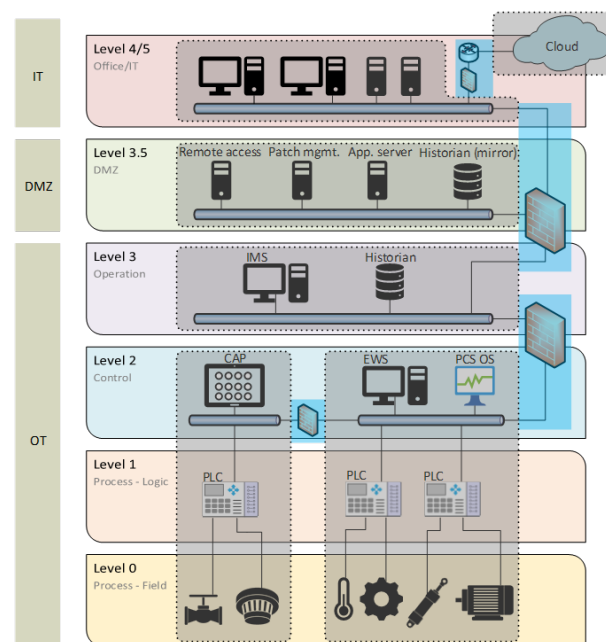 Cloud
IT
Level 4/5
Office/IT
DMZ
Level 3.5
DMZ
Remote access
Patch mgmt.
App. server
Historian (mirror)
OT
Level 3
Operation
IMS
Historian
Level 2
Control
CAP
EWS
PCS OS
Level 1
Process - Logic
PLC
PLC
PLC
Level 0
Process - Field